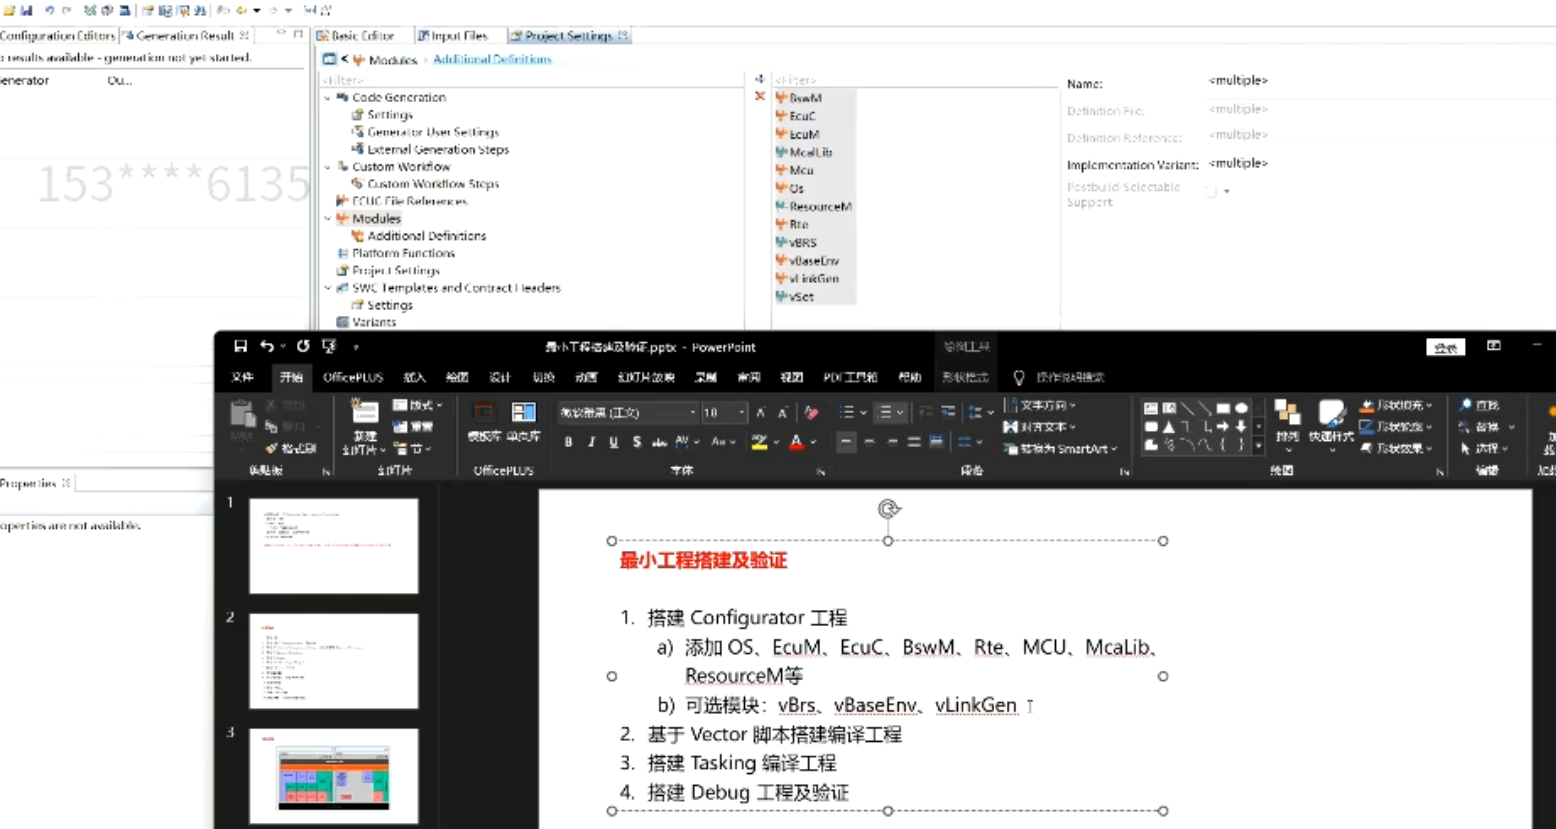 Configuration Editors
Generation Result
o results available - generation not yet started.
enerator
Ou...
153****6135
Properties
operties are not available.
Basic Editor
Input Files
Project Settings
Modules
Additional Definitions
<Filter>
Code Generation
Settings
Generator User Settings
External Generation Steps
Custom Workflow
Custom Workflow Steps
ECUC File References
Modules
Additional Definitions
Platform Functions
Project Settings
SWC Templates and Contract Headers
Settings
Variants
<Filter>
BswM
EcuC
EcuM
McalLib
Mcu
Os
ResourceM
Rte
vBRS
vBaseEnv
vLinkGen
vSet
Name:
<multiple>
Definition File:
<multiple>
Definition Reference:
<multiple>
Implementation Variant:
<multiple>
Postbuild Selectable
Support:
最小工程搭建及验证.pptx - PowerPoint
绘图工具
登录
文件
开始
OfficePLUS
插入
绘图
设计
切换
动画
幻灯片放映
录制
审阅
视图
PDF工具箱
帮助
形状格式
操作说明搜索
格式刷
剪贴板
新建
幻灯片
版式
重置
节
幻灯片
模板库
单页库
OfficePLUS
微软雅黑 (正文)
18
B
I
U
S
abc
AV
Aa
A
字体
文字方向
对齐文本
转换为 SmartArt
段落
排列
快速样式
形状填充
形状轮廓
形状效果
绘图
查找
替换
选择
编辑
1
2
3
最小工程搭建及验证
1. 搭建 Configurator 工程
a) 添加 OS、EcuM、EcuC、BswM、Rte、MCU、McaLib、
ResourceM等
b) 可选模块：vBrs、vBaseEnv、vLinkGen
2. 基于 Vector 脚本搭建编译工程
3. 搭建 Tasking 编译工程
4. 搭建 Debug 工程及验证